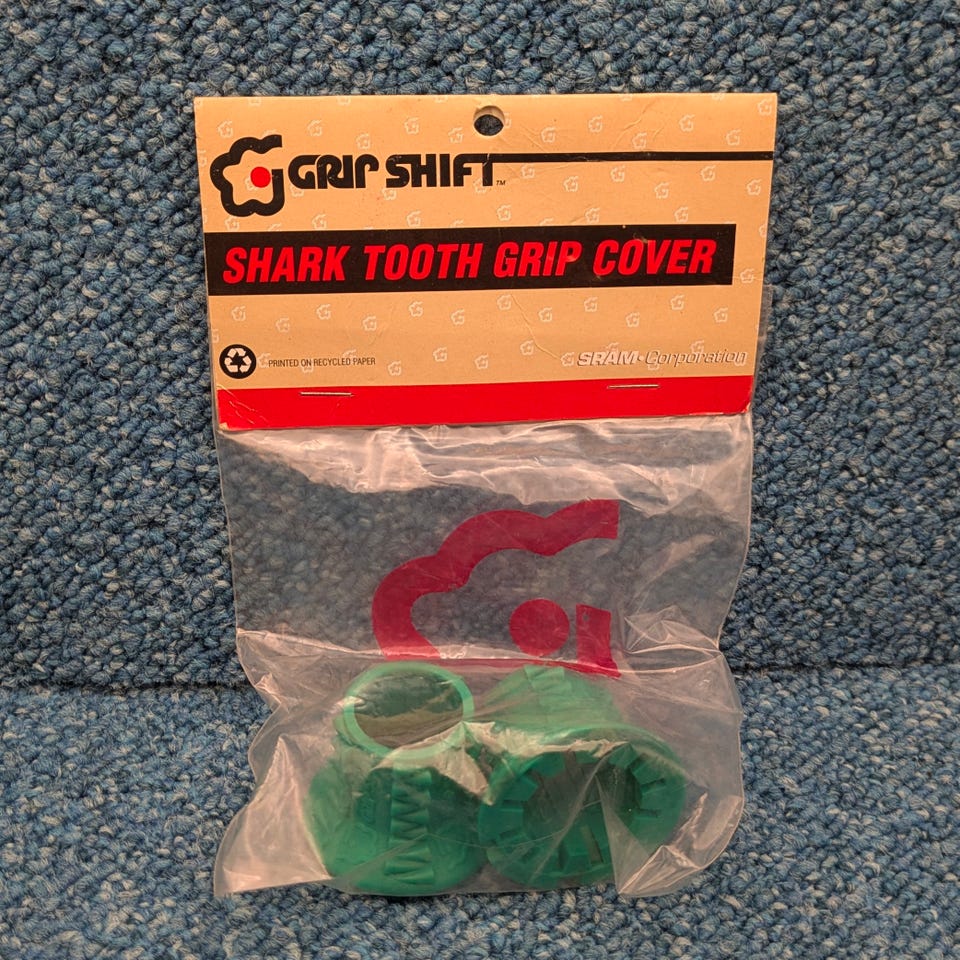 GRIP SHIFT™
SHARK TOOTH GRIP COVER
PRINTED ON RECYCLED PAPER
SRAM•Corporation